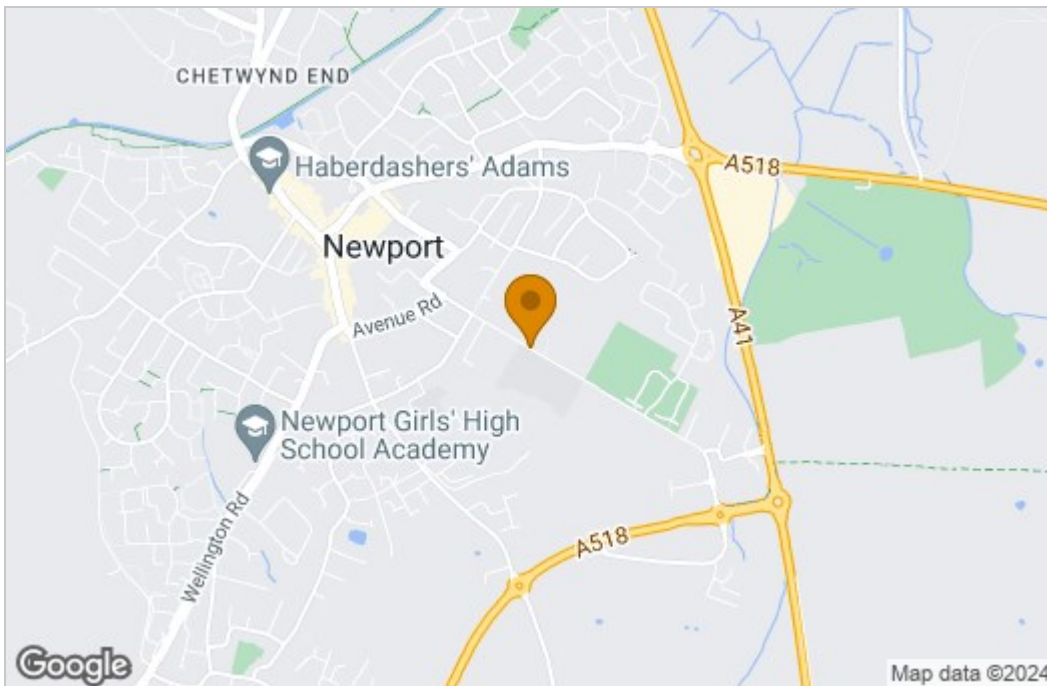 CHETWYND END
Haberdashers' Adams
A518
Newport
Avenue Rd
A41
Newport Girls' High
School Academy
Wellington Rd
A518
Google
Map data ©2024